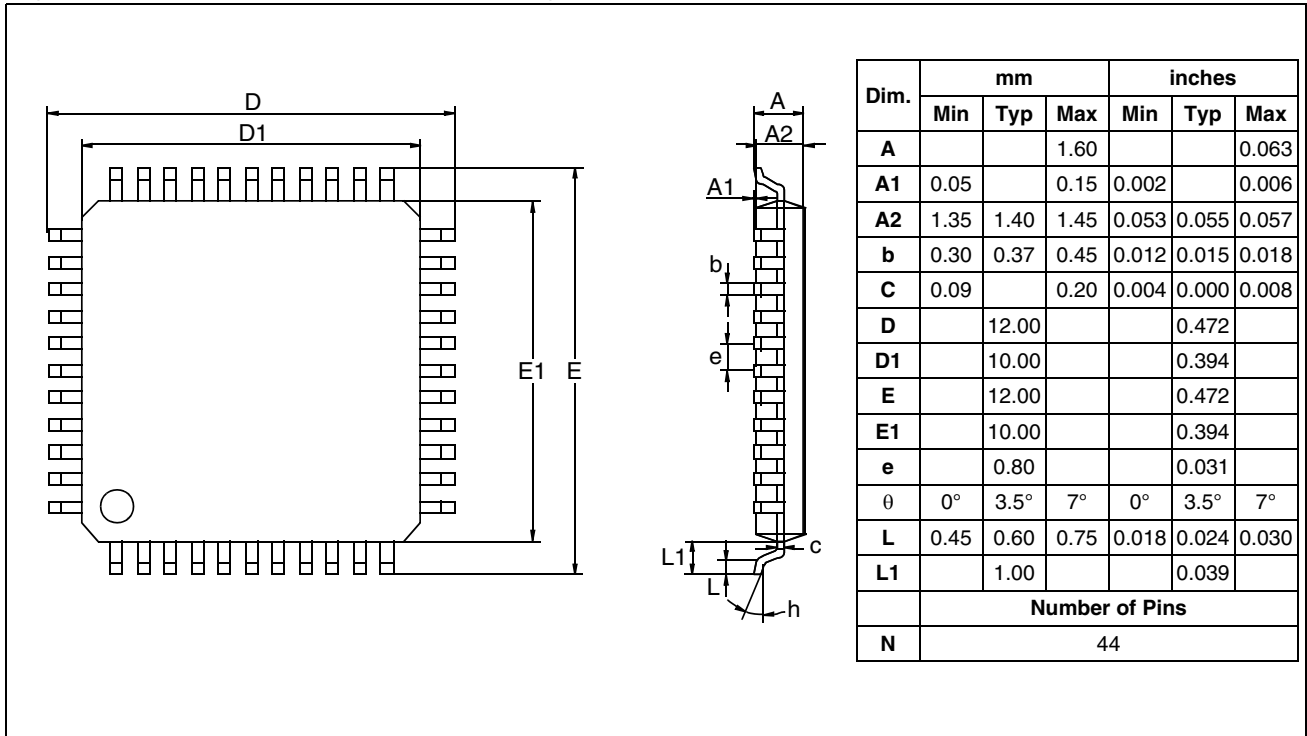 D
D1
E1 E
A
A2
A1
b
e
L1
c
L
h
Dim. mm inches
Min Typ Max Min Typ Max
A 1.60 0.063
A1 0.05 0.15 0.002 0.006
A2 1.35 1.40 1.45 0.053 0.055 0.057
b 0.30 0.37 0.45 0.012 0.015 0.018
C 0.09 0.20 0.004 0.000 0.008
D 12.00 0.472
D1 10.00 0.394
E 12.00 0.472
E1 10.00 0.394
e 0.80 0.031
θ 0° 3.5° 7° 0° 3.5° 7°
L 0.45 0.60 0.75 0.018 0.024 0.030
L1 1.00 0.039
Number of Pins
N 44